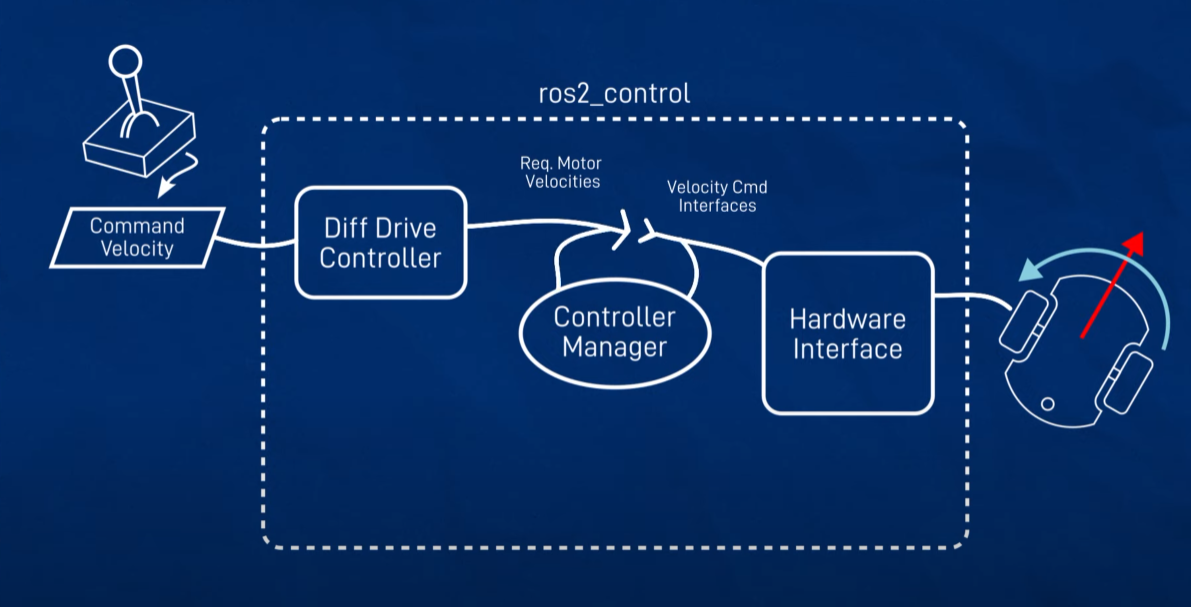 ros2_control
Command
Velocity
Diff Drive
Controller
Req. Motor
Velocities
Velocity Cmd
Interfaces
Controller
Manager
Hardware
Interface